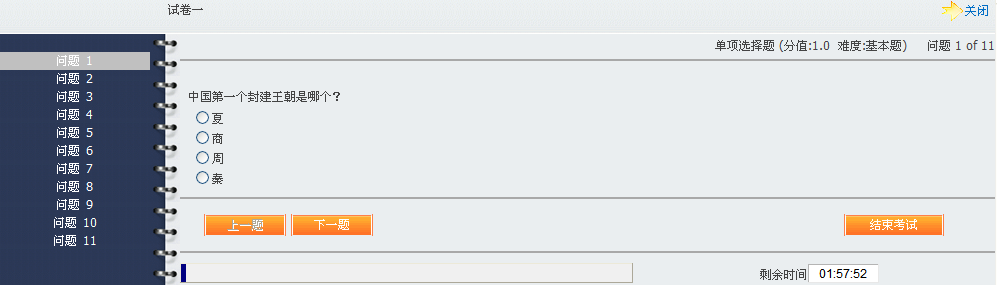 试卷一
关闭
单项选择题 (分值:1.0 难度:基本题) 问题 1 of 11
问题 1
问题 2
问题 3
问题 4
问题 5
问题 6
问题 7
问题 8
问题 9
问题 10
问题 11
中国第一个封建王朝是哪个?
夏
商
周
秦
上一题
下一题
结束考试
剩余时间 01:57:52